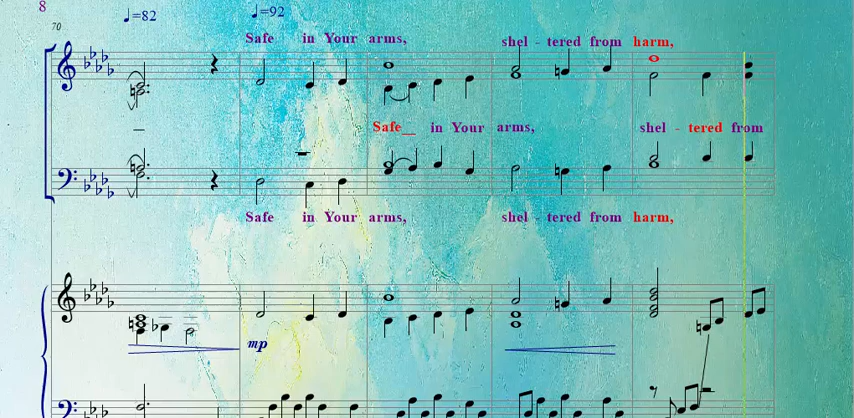 8
♩=82 ♩=92
70
Safe in Your arms, shel - tered from harm,
Safe__ in Your arms, shel - tered from
Safe in Your arms, shel - tered from harm,
mp